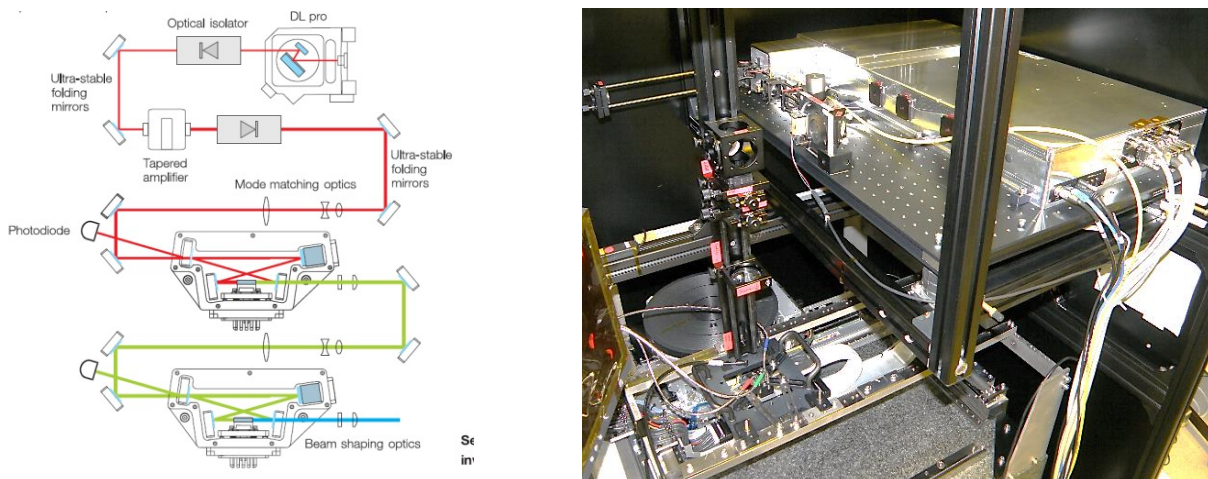 DL pro
Optical isolator
Ultra-stable
folding
mirrors
Tapered
amplifier
Ultra-stable
folding
mirrors
Mode matching optics
Photodiode
Beam shaping optics